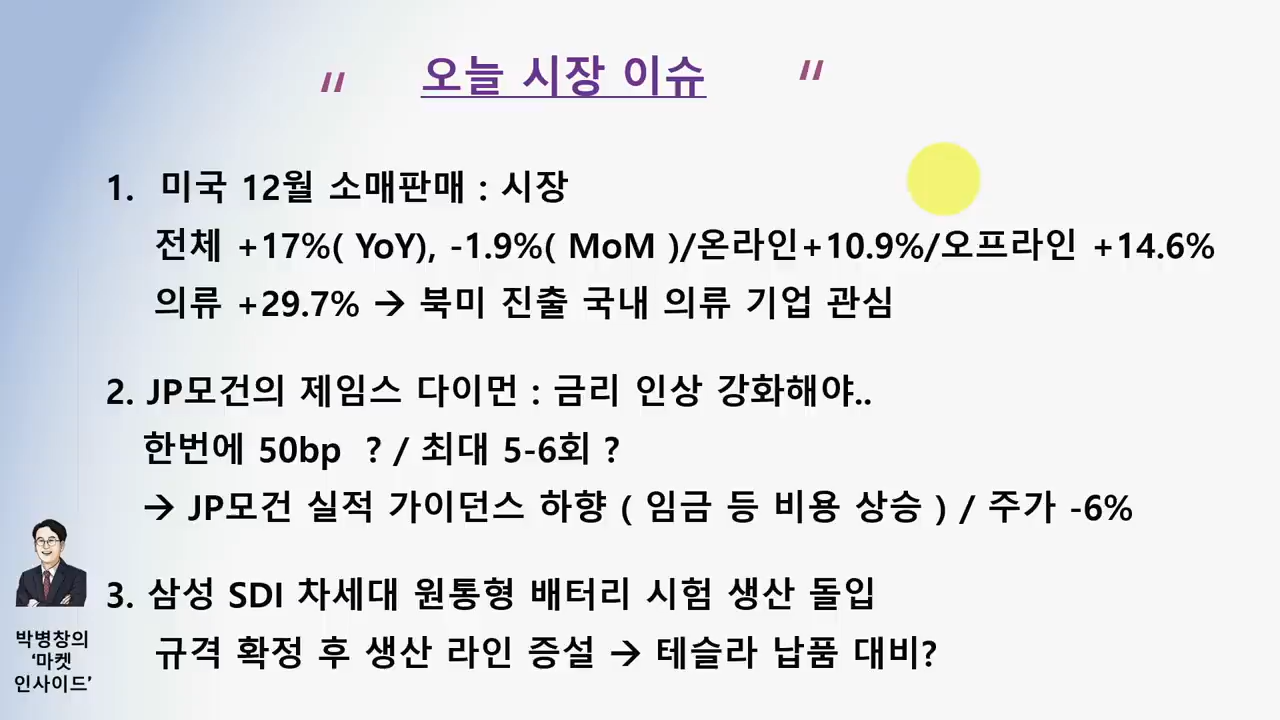 " 오늘 시장 이슈 "
1. 미국 12월 소매판매 : 시장
전체 +17%( YoY), -1.9%( MoM )/온라인+10.9%/오프라인 +14.6%
의류 +29.7% → 북미 진출 국내 의류 기업 관심
2. JP모건의 제임스 다이먼 : 금리 인상 강화해야..
한번에 50bp ? / 최대 5-6회 ?
→ JP모건 실적 가이던스 하향 ( 임금 등 비용 상승 ) / 주가 -6%
3. 삼성 SDI 차세대 원통형 배터리 시험 생산 돌입
규격 확정 후 생산 라인 증설 → 테슬라 납품 대비?
박병창의
‘마켓
인사이드’